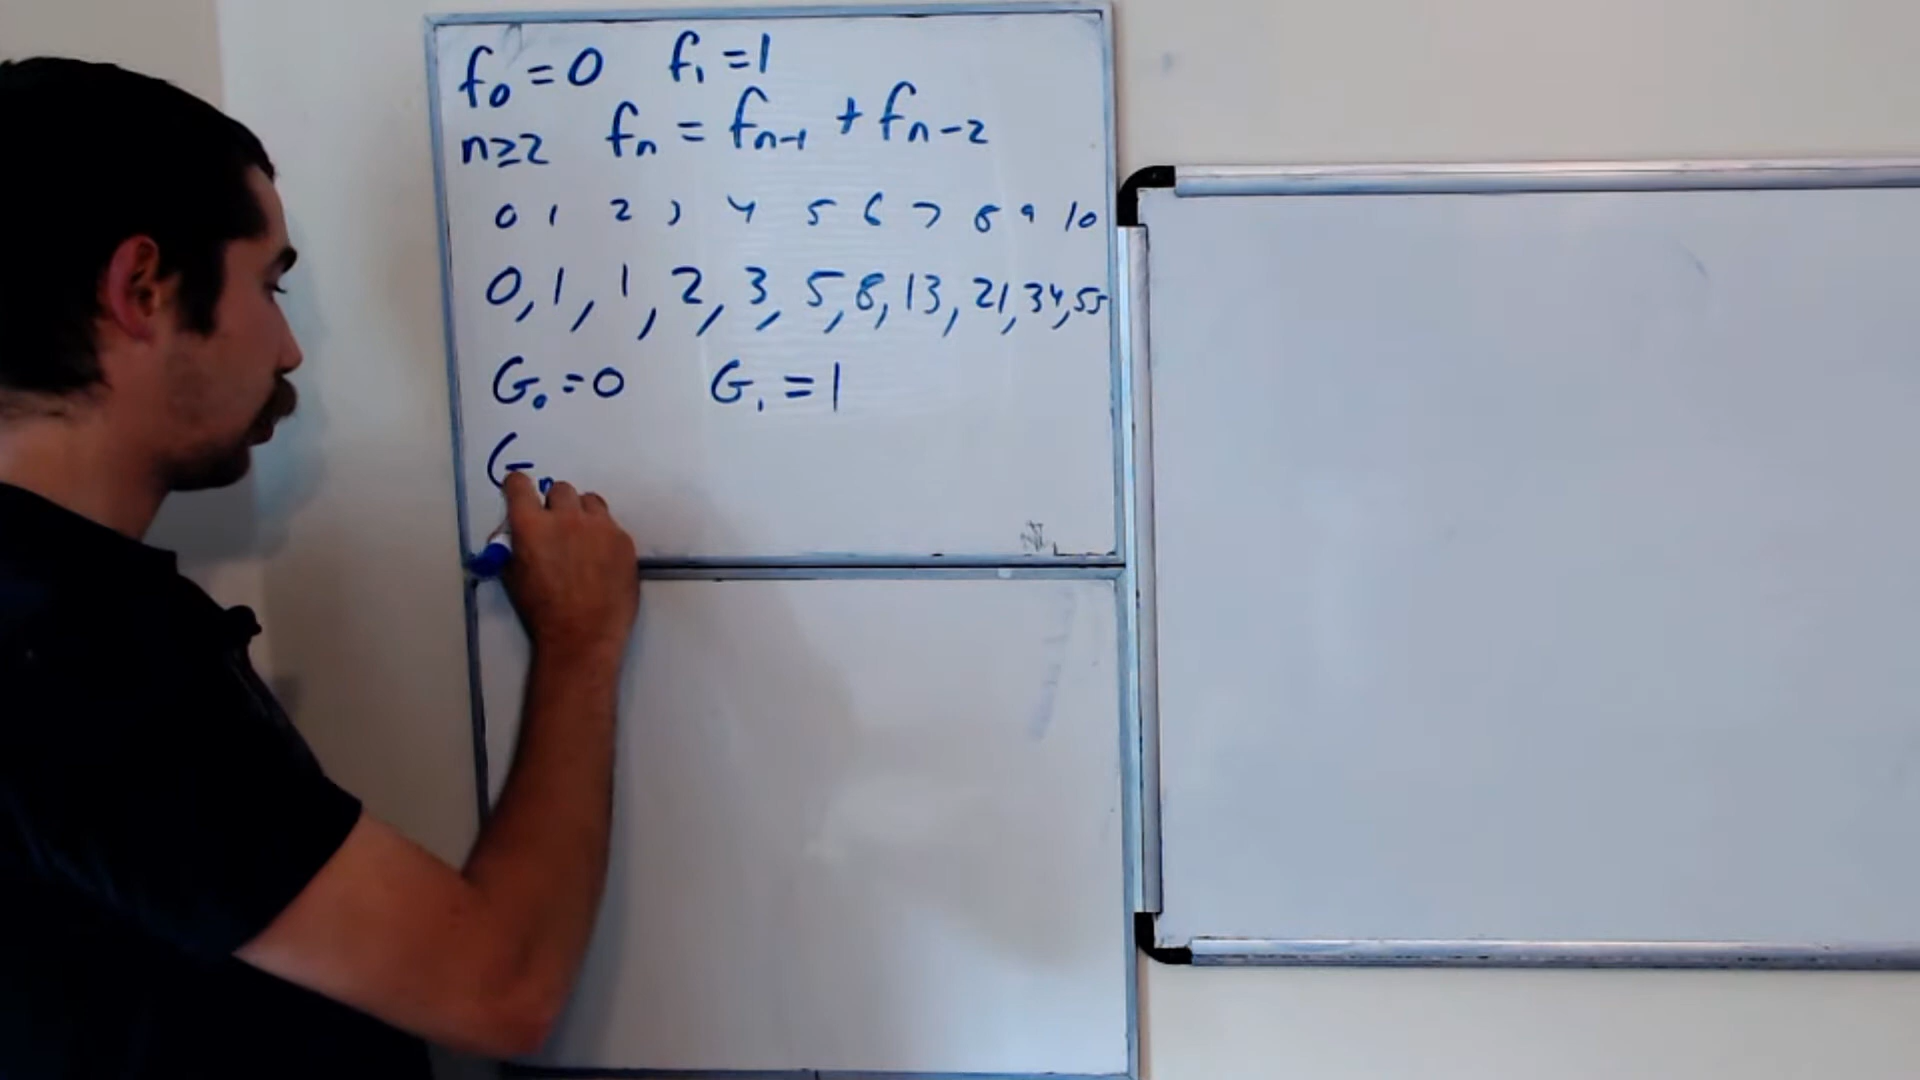 f₀ = 0 f₁ = 1
n≥2 fₙ = fₙ₋₁ + fₙ₋₂
0 1 2 3 4 5 6 7 8 9 10
0, 1, 1, 2, 3, 5, 8, 13, 21, 34, 55
G₀ = 0 G₁ = 1
Gₙ